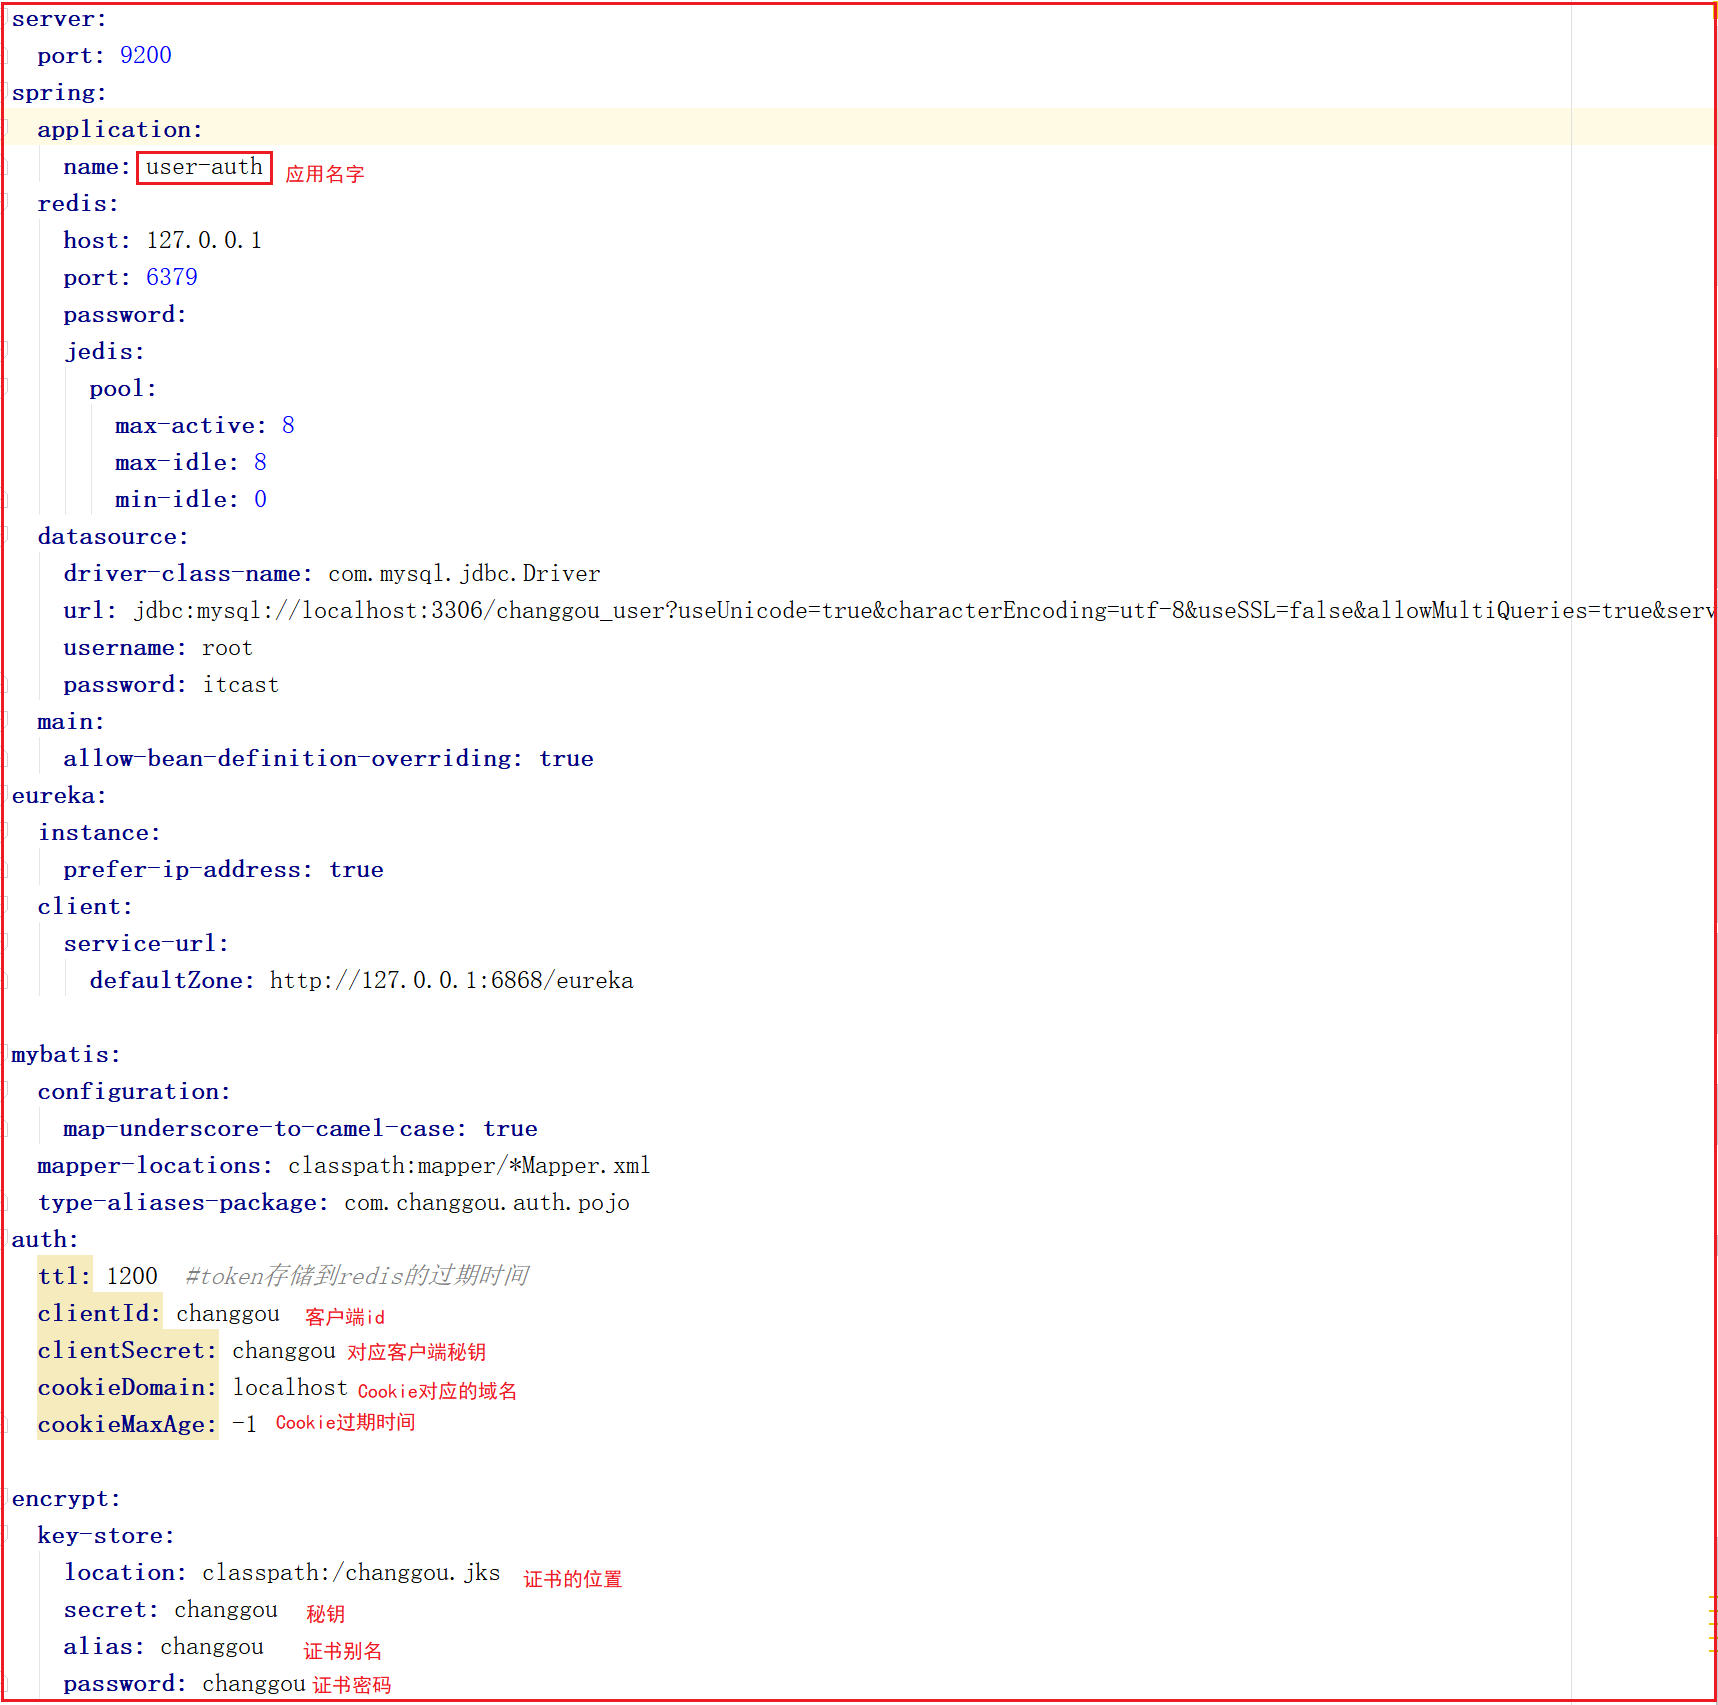 server:
  port: 9200
spring:
  application:
    name: user-auth 应用名字
  redis:
    host: 127.0.0.1
    port: 6379
    password:
    jedis:
      pool:
        max-active: 8
        max-idle: 8
        min-idle: 0
  datasource:
    driver-class-name: com.mysql.jdbc.Driver
    url: jdbc:mysql://localhost:3306/changgou_user?useUnicode=true&characterEncoding=utf-8&useSSL=false&allowMultiQueries=true&serv
    username: root
    password: itcast
  main:
    allow-bean-definition-overriding: true
eureka:
  instance:
    prefer-ip-address: true
  client:
    service-url:
      defaultZone: http://127.0.0.1:6868/eureka
mybatis:
  configuration:
    map-underscore-to-camel-case: true
  mapper-locations: classpath:mapper/*Mapper.xml
  type-aliases-package: com.changgou.auth.pojo
auth:
  ttl: 1200  #token存储到redis的过期时间
  clientId: changgou 客户端id
  clientSecret: changgou 对应客户端秘钥
  cookieDomain: localhost Cookie对应的域名
  cookieMaxAge: -1 Cookie过期时间
encrypt:
  key-store:
    location: classpath:/changgou.jks 证书的位置
    secret: changgou 秘钥
    alias: changgou 证书别名
    password: changgou 证书密码